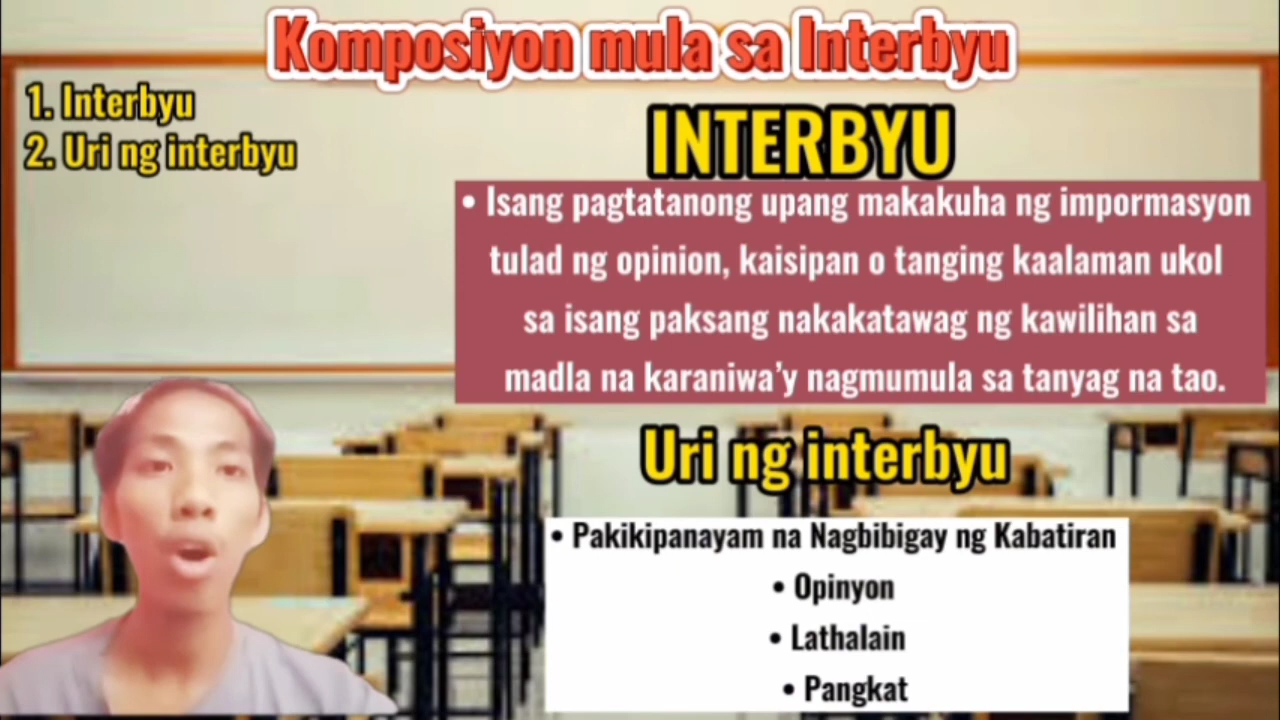 Komposiyon mula sa Interbyu
1. Interbyu
2. Uri ng interbyu
INTERBYU
• Isang pagtatanong upang makakuha ng impormasyon
tulad ng opinion, kaisipan o tanging kaalaman ukol
sa isang paksang nakakatawag ng kawilihan sa
madla na karaniwa’y nagmumula sa tanyag na tao.
Uri ng interbyu
• Pakikipanayam na Nagbibigay ng Kabatiran
• Opinyon
• Lathalain
• Pangkat